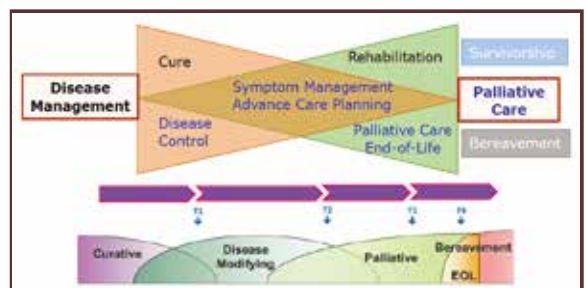 Cure
Rehabilitation
Survivorship
Disease
Management
Symptom Management
Advance Care Planning
Palliative
Care
Disease
Control
Palliative Care
End-of-Life
Bereavement
T1
T2
Curative
Disease
Modifying
Palliative
Bereavement
EOL